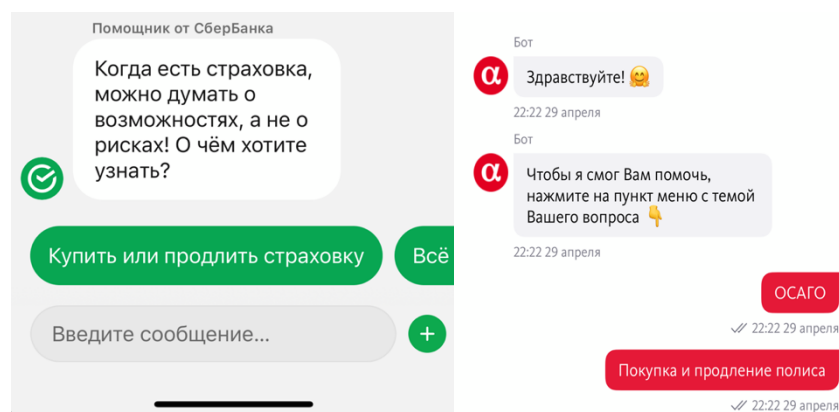 Помощник от СберБанка
Когда есть страховка,
можно думать о
возможностях, а не о
рисках! О чём хотите
узнать?
Купить или продлить страховку
Всё
Введите сообщение...
+
Бот
α
Здравствуйте! 🤗
22:22 29 апреля
Бот
α
Чтобы я смог Вам помочь,
нажмите на пункт меню с темой
Вашего вопроса 👇
22:22 29 апреля
ОСАГО
22:22 29 апреля
Покупка и продление полиса
22:22 29 апреля